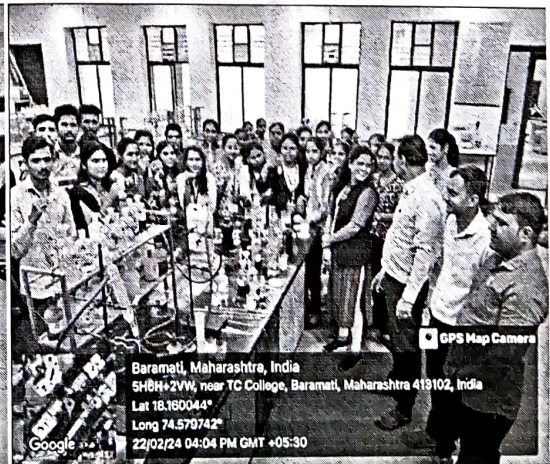 GPS Map Camera
Baramati, Maharashtra, India
5H6H+2VW, near TC College, Baramati, Maharashtra 413102, India
Lat 18.160044°
Long 74.579742°
22/02/24 04:04 PM GMT +05:30
Google